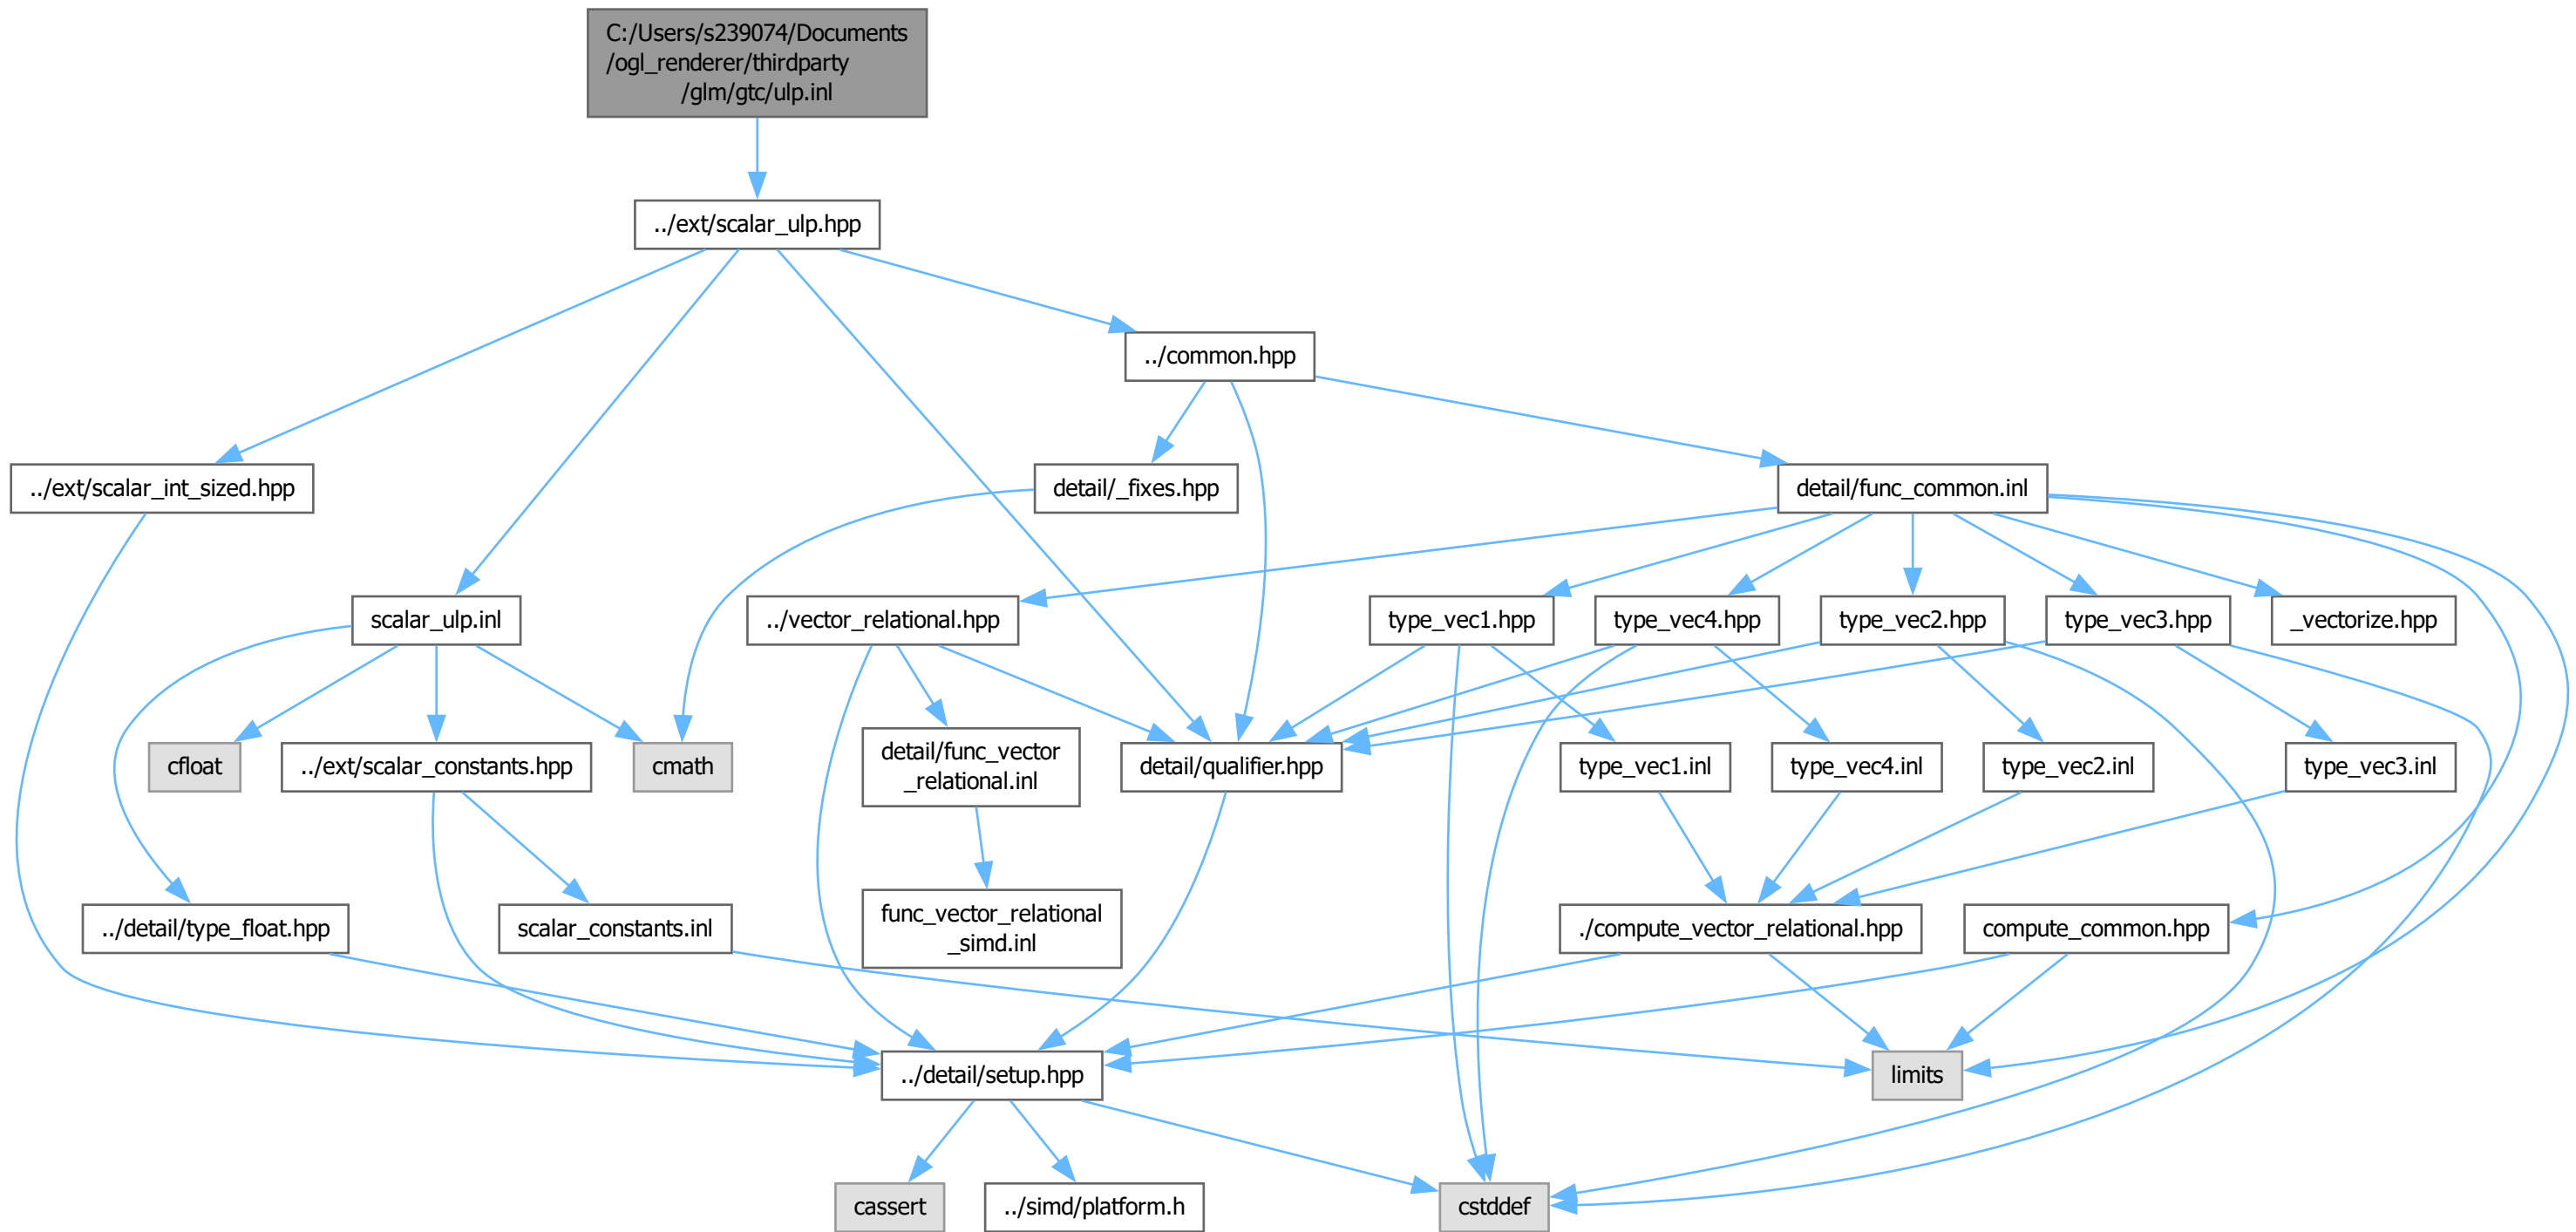 C:/Users/s239074/Documents
/ogl_renderer/thirdparty
/glm/gtc/ulp.inl
../ext/scalar_ulp.hpp
../common.hpp
../ext/scalar_int_sized.hpp
detail/_fixes.hpp
detail/func_common.inl
scalar_ulp.inl
../vector_relational.hpp
type_vec1.hpp
type_vec4.hpp
type_vec2.hpp
type_vec3.hpp
_vectorize.hpp
cfloat
../ext/scalar_constants.hpp
cmath
detail/func_vector
_relational.inl
detail/qualifier.hpp
type_vec1.inl
type_vec4.inl
type_vec2.inl
type_vec3.inl
../detail/type_float.hpp
scalar_constants.inl
func_vector_relational
_simd.inl
./compute_vector_relational.hpp
compute_common.hpp
../detail/setup.hpp
limits
cassert
../simd/platform.h
cstddef